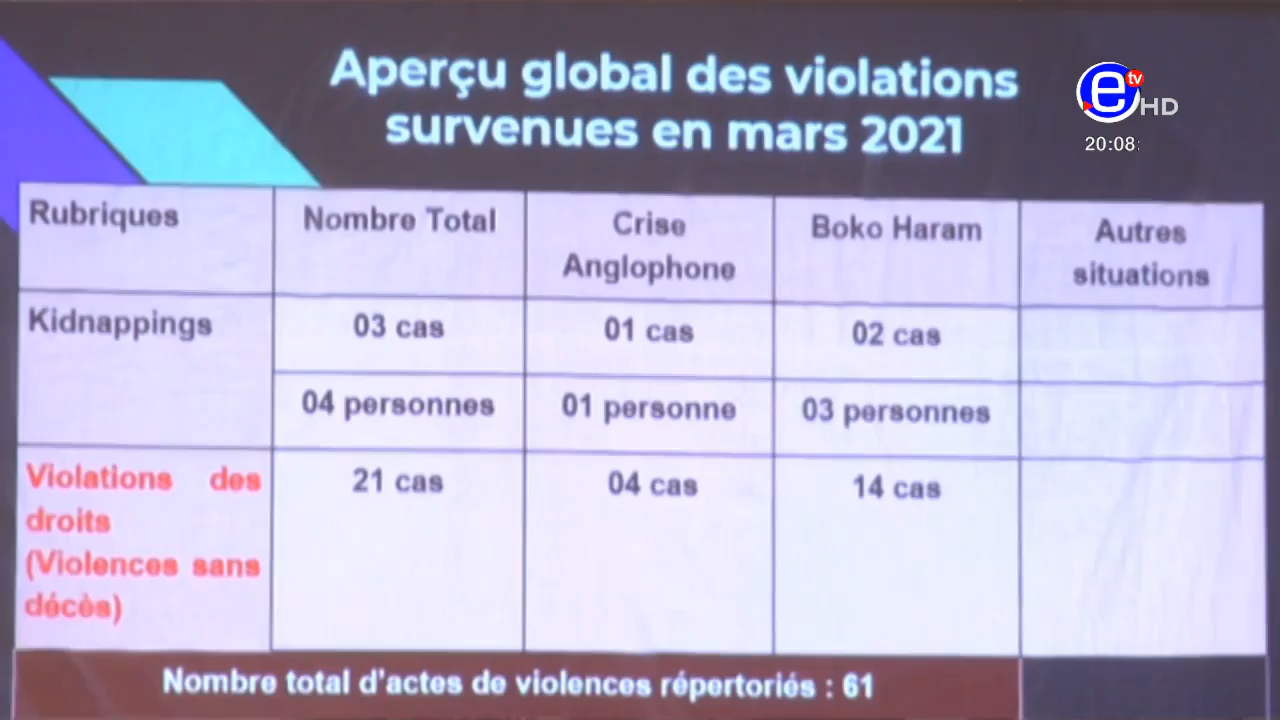 Aperçu global des violations
survenues en mars 2021
e tv HD
20:08
Rubriques
Nombre Total
Crise
Anglophone
Boko Haram
Autres
situations
Kidnappings
03 cas
01 cas
02 cas
04 personnes
01 personne
03 personnes
Violations des
droits
(Violences sans
décès)
21 cas
04 cas
14 cas
Nombre total d'actes de violences répertoriés : 61